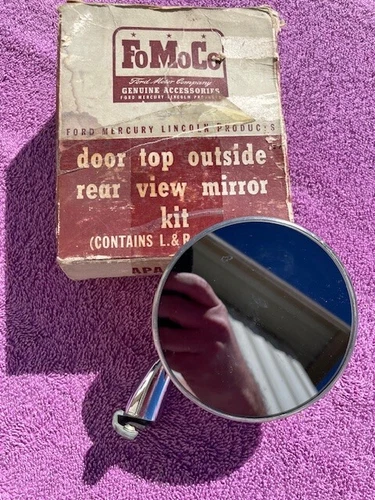 FoMoCo
Ford Motor Company
GENUINE ACCESSORIES
FORD MERCURY LINCOLN PRODUCTS
FORD MERCURY LINCOLN PRODUCTS
door top outside
rear view mirror
kit
(CONTAINS L. & R
APA